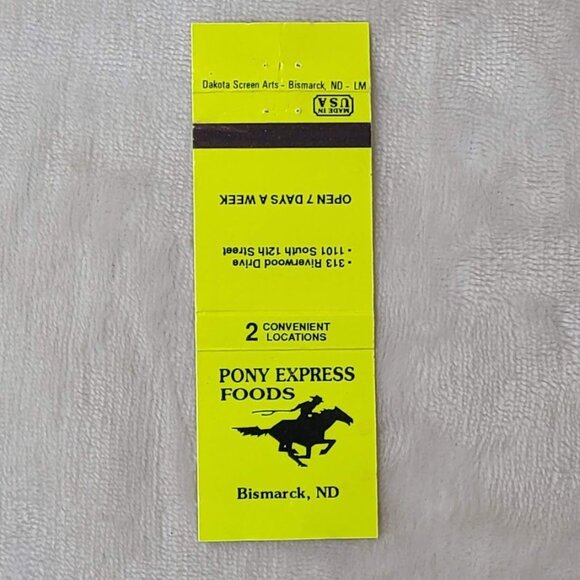 Dakota Screen Arts - Bismarck, ND - LM
MADE IN
USA
OPEN 7 DAYS A WEEK
• 313 Riverwood Drive
• 1101 South 12th Street
2 CONVENIENT
LOCATIONS
PONY EXPRESS
FOODS
Bismarck, ND